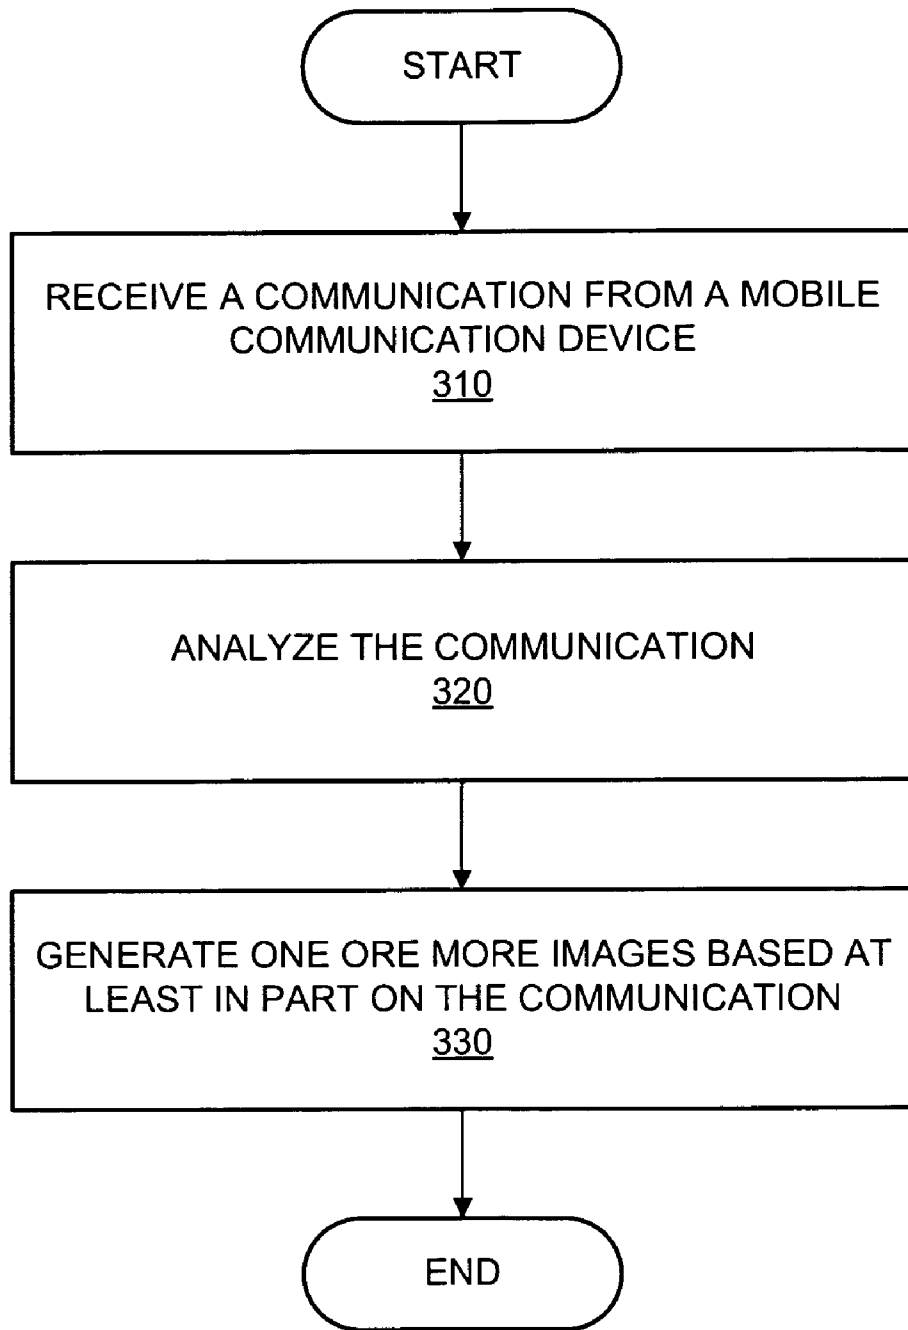 START
RECEIVE A COMMUNICATION FROM A MOBILE
COMMUNICATION DEVICE
310
ANALYZE THE COMMUNICATION
320
GENERATE ONE ORE MORE IMAGES BASED AT
LEAST IN PART ON THE COMMUNICATION
330
END